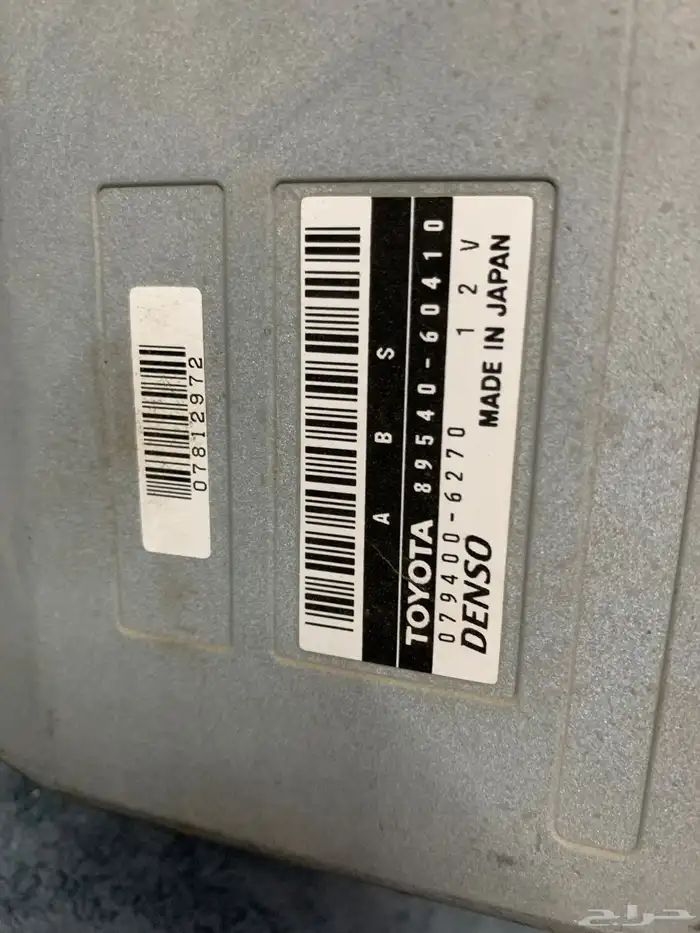 A B S
TOYOTA 89540-60410
079400-6270 12V
DENSO MADE IN JAPAN
07812972
حراج